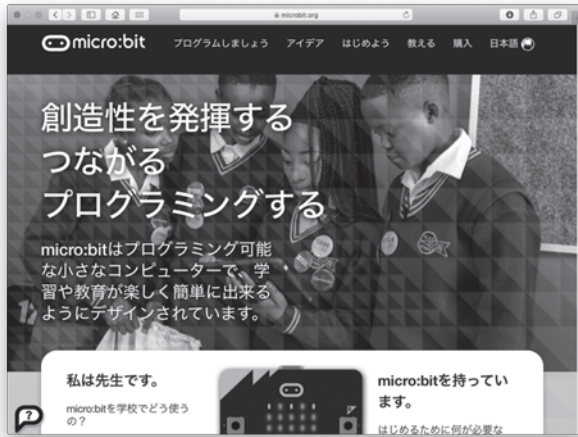 microbit.org
micro:bit
プログラムしましょう アイデア はじめよう 教える 購入 日本語
創造性を発揮する
つながる
プログラミングする
micro:bitはプログラミング可能
な小さなコンピューターで、学
習や教育が楽しく簡単に出来る
ようにデザインされています。
私は先生です。
micro:bitを学校でどう使う
の?
micro:bitを持ってい
ます。
はじめるために何が必要な
?